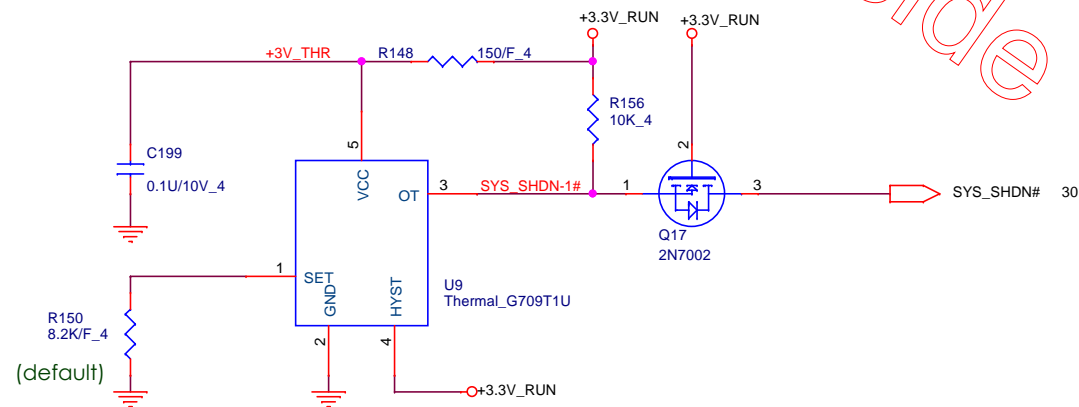 ide
+3.3V_RUN
+3.3V_RUN
+3V_THR
R148
150/F_4
R156
10K_4
2
5
C199
0.1U/10V_4
VCC
OT
3
SYS_SHDN-1#
1
3
SYS_SHDN# 30
Q17
2N7002
1
SET
GND
HYST
U9
Thermal_G709T1U
R150
8.2K/F_4
2
4
(default)
+3.3V_RUN